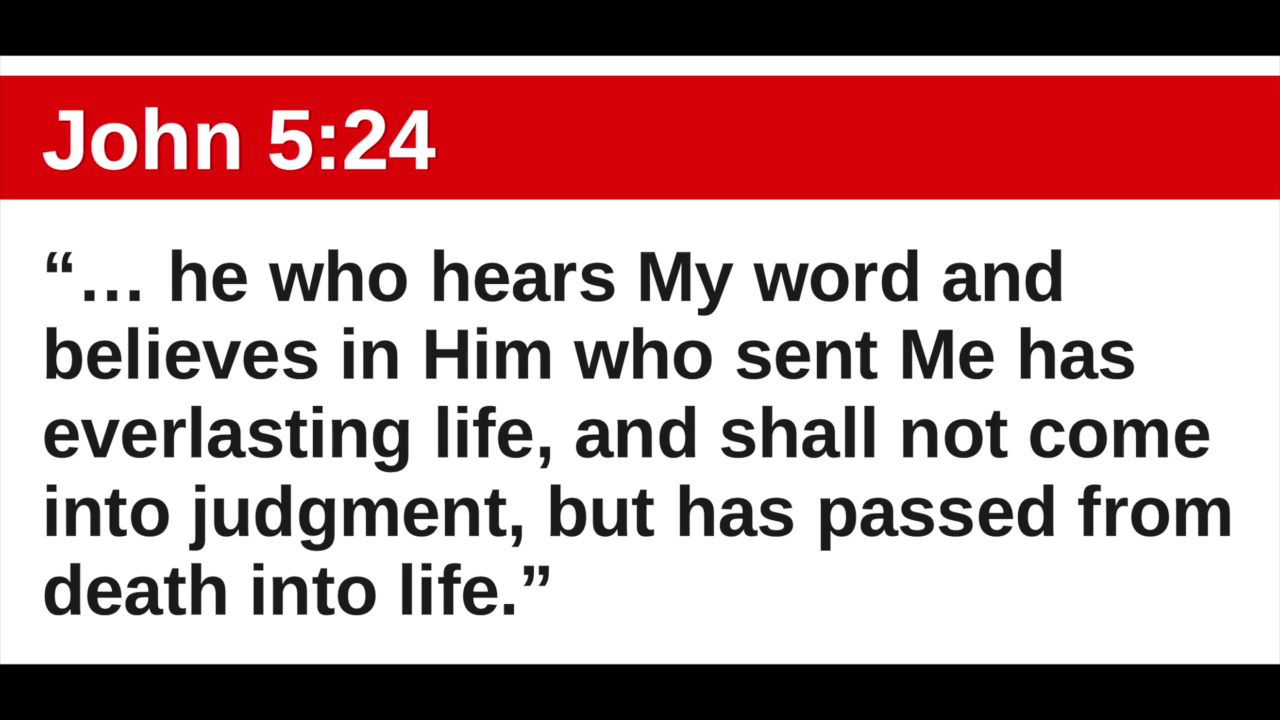 John 5:24
“… he who hears My word and
believes in Him who sent Me has
everlasting life, and shall not come
into judgment, but has passed from
death into life.”